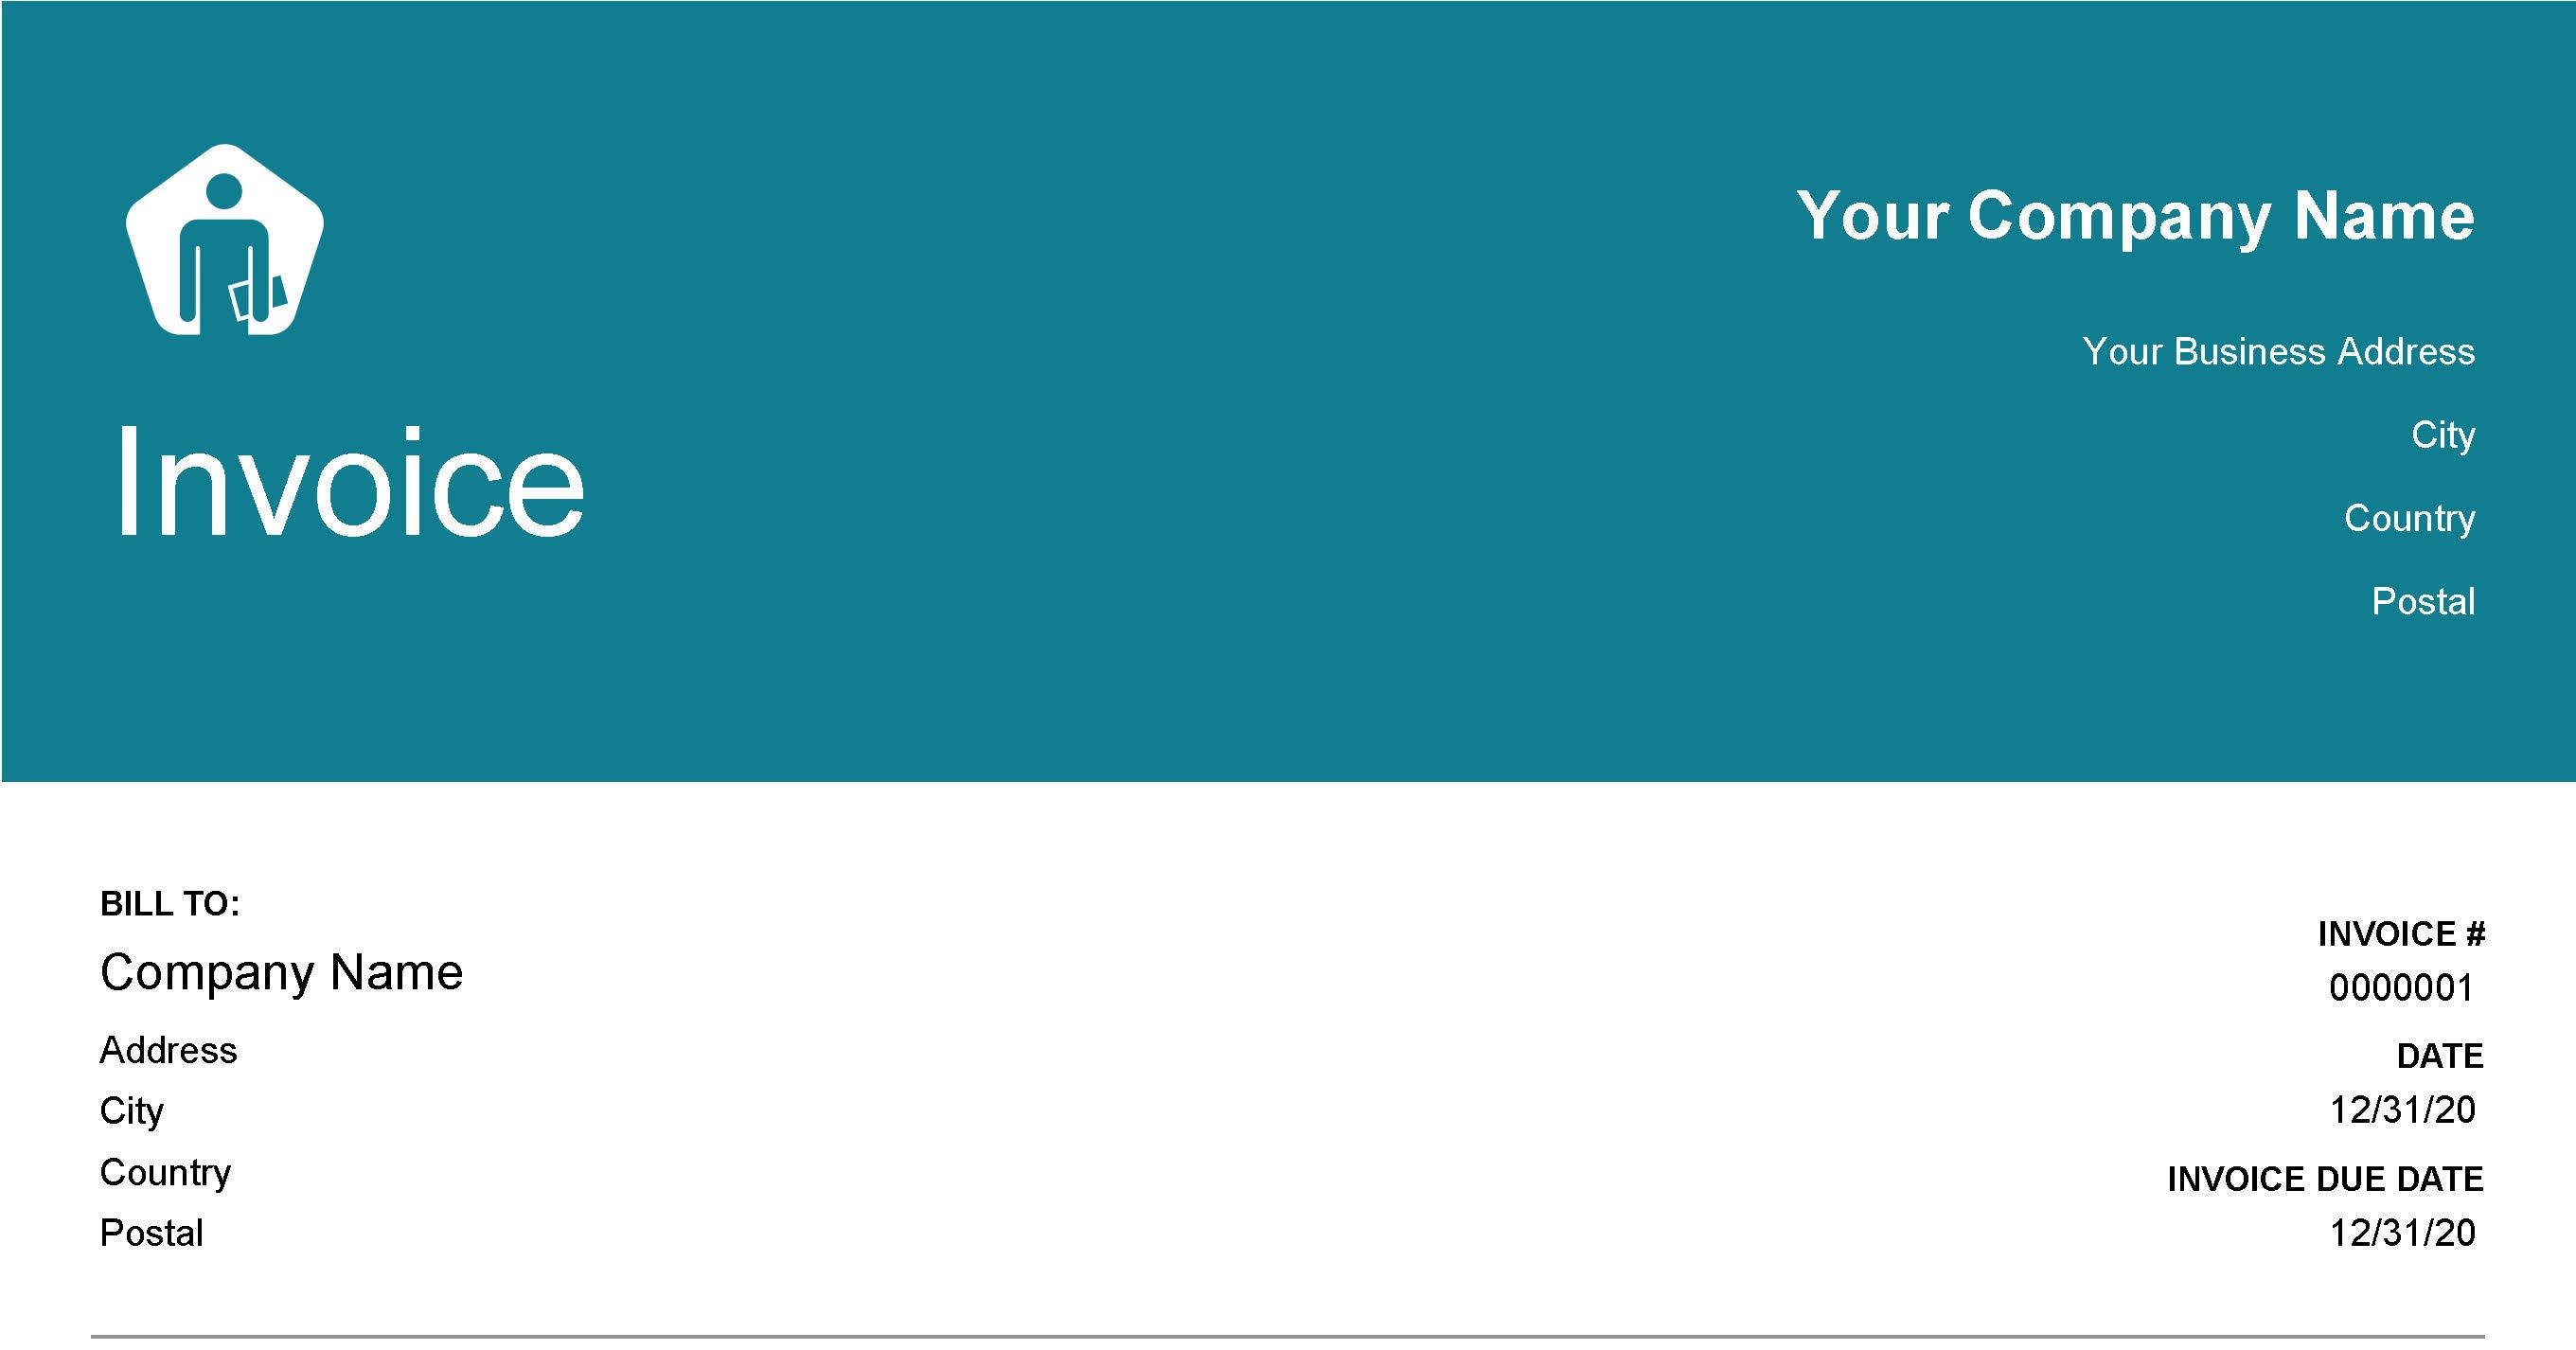 Invoice
Your Company Name
Your Business Address
City
Country
Postal
BILL TO:
Company Name
Address
City
Country
Postal
INVOICE #
0000001
DATE
12/31/20
INVOICE DUE DATE
12/31/20